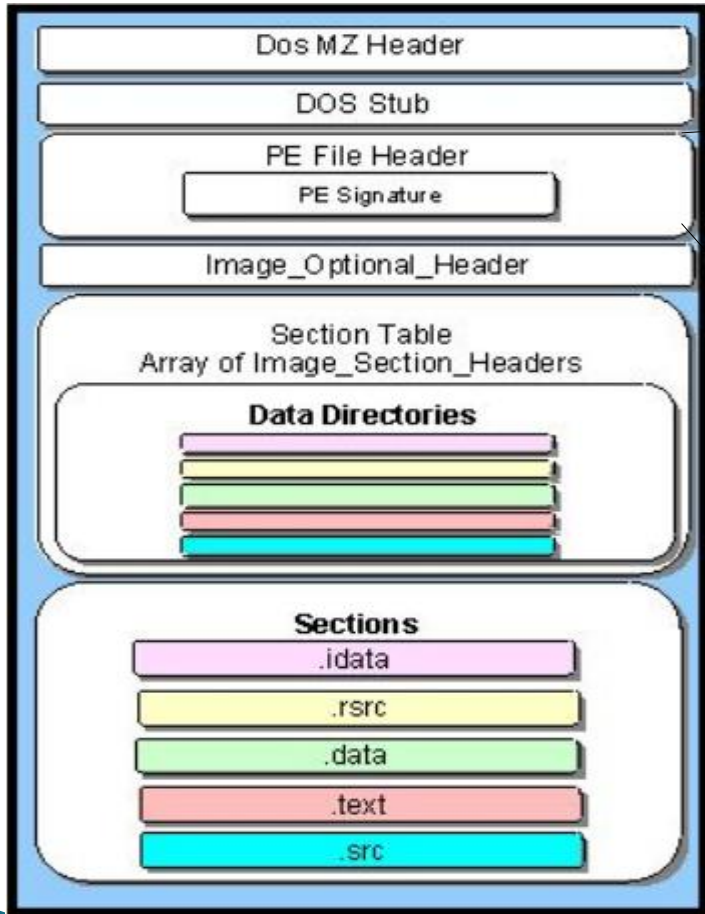 Dos MZ Header
DOS Stub
PE File Header
PE Signature
Image_Optional_Header
Section Table
Array of Image_Section_Headers
Data Directories
Sections
.idata
.rsrc
.data
.text
.src